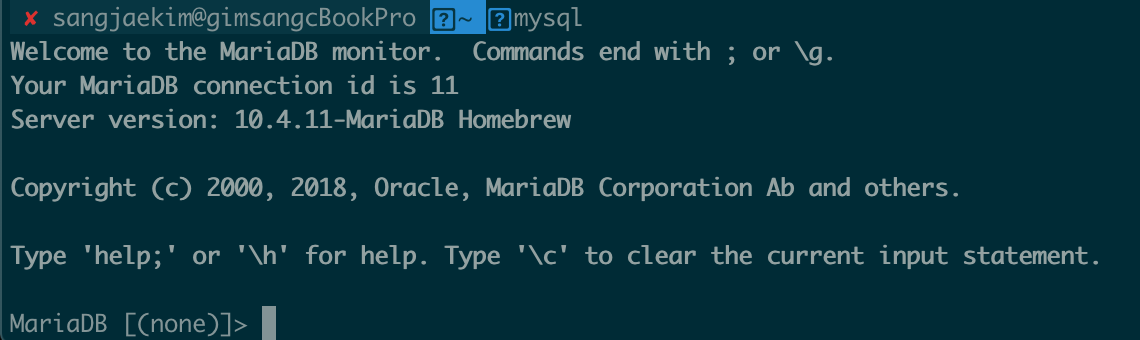 ✘ sangjaekim@gimsangcBookPro ?~ ?mysql
Welcome to the MariaDB monitor.  Commands end with ; or \g.
Your MariaDB connection id is 11
Server version: 10.4.11-MariaDB Homebrew
Copyright (c) 2000, 2018, Oracle, MariaDB Corporation Ab and others.
Type 'help;' or '\h' for help. Type '\c' to clear the current input statement.
MariaDB [(none)]>